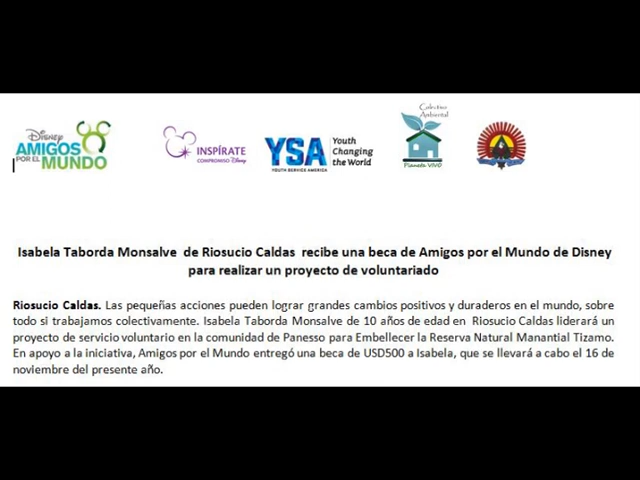 Disney
AMIGOS
POR EL
MUNDO
INSPÍRATE
COMPROMISO Disney
YSA
Youth
Changing
the World
YOUTH SERVICE AMERICA
Colectivo
Ambiental
Planeta VIVO
Isabela Taborda Monsalve de Riosucio Caldas recibe una beca de Amigos por el Mundo de Disney
para realizar un proyecto de voluntariado
Riosucio Caldas. Las pequeñas acciones pueden lograr grandes cambios positivos y duraderos en el mundo, sobre
todo si trabajamos colectivamente. Isabela Taborda Monsalve de 10 años de edad en Riosucio Caldas liderará un
proyecto de servicio voluntario en la comunidad de Panesso para Embellecer la Reserva Natural Manantial Tizamo.
En apoyo a la iniciativa, Amigos por el Mundo entregó una beca de USD500 a Isabela, que se llevará a cabo el 16 de
noviembre del presente año.